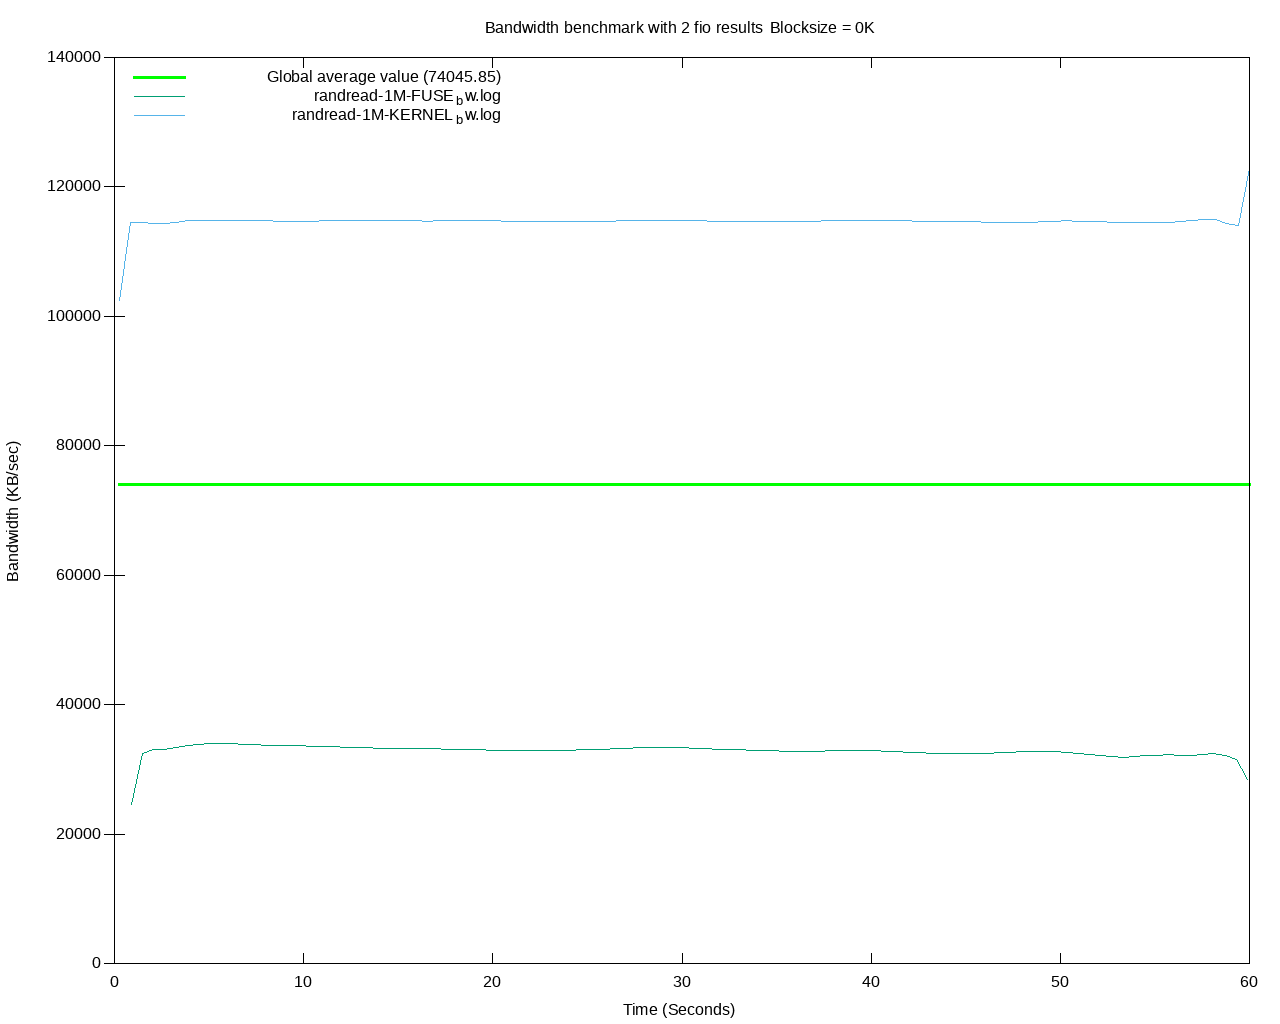 Bandwidth benchmark with 2 fio results Blocksize = 0K
140000
120000
100000
80000
60000
40000
20000
0
Global average value (74045.85)
randread-1M-FUSE_bw.log
randread-1M-KERNEL_bw.log
Bandwidth (KB/sec)
0 10 20 30 40 50 60
Time (Seconds)